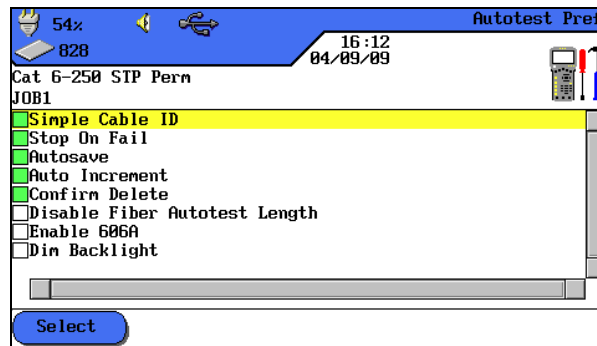 54%
Autotest Pref
828
16:12
04/09/09
Cat 6-250 STP Perm
JOB1
Simple Cable ID
Stop On Fail
Autosave
Auto Increment
Confirm Delete
Disable Fiber Autotest Length
Enable 606A
Dim Backlight
Select